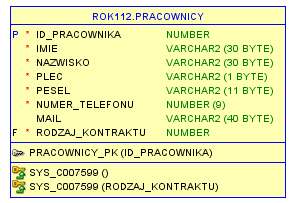 ROK112.PRACOWNICY
P * ID_PRACOWNIKA NUMBER
* IMIE VARCHAR2 (30 BYTE)
* NAZWISKO VARCHAR2 (30 BYTE)
* PLEC VARCHAR2 (1 BYTE)
* PESEL VARCHAR2 (11 BYTE)
* NUMER_TELEFONU NUMBER (9)
MAIL VARCHAR2 (40 BYTE)
F * RODZAJ_KONTRAKTU NUMBER
PRACOWNICY_PK (ID_PRACOWNIKA)
SYS_C007599 ()
SYS_C007599 (RODZAJ_KONTRAKTU)